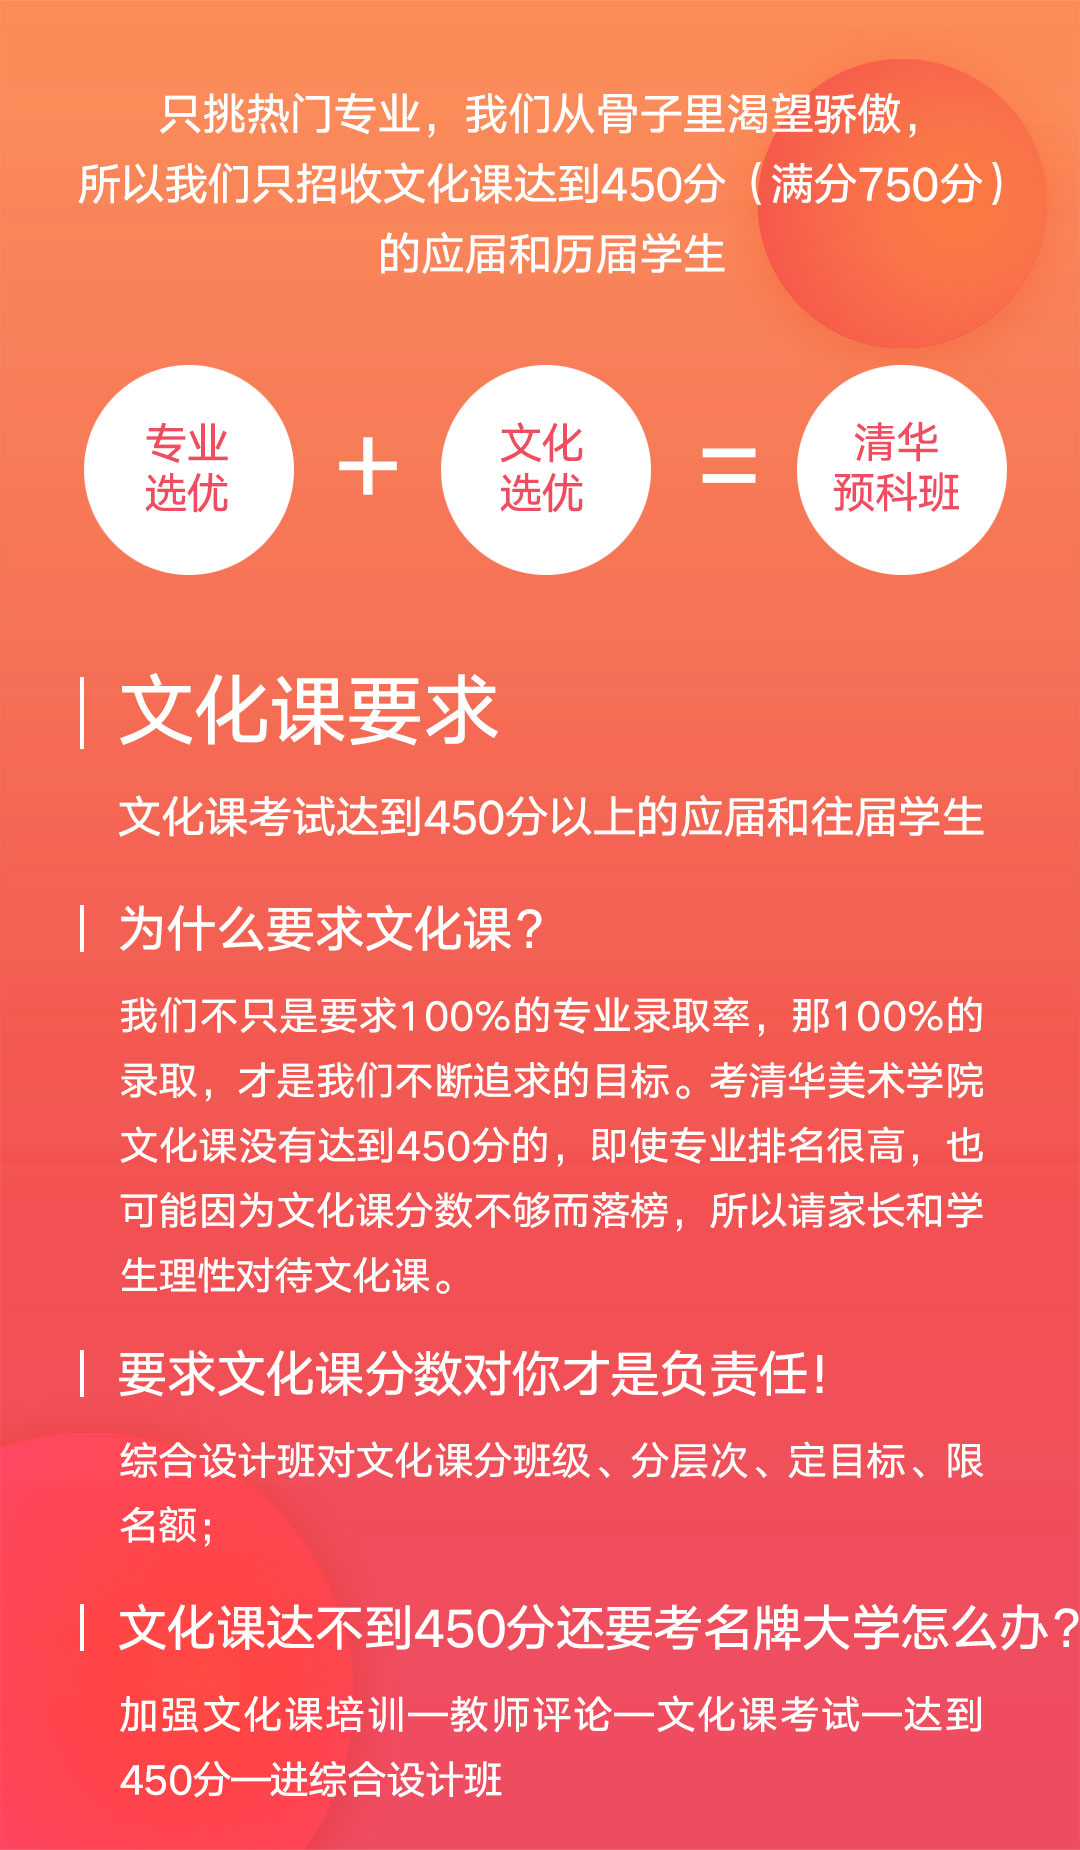 只挑热门专业，我们从骨子里渴望骄傲，
所以我们只招收文化课达到450分（满分750分）
的应届和历届学生
专业
选优
+
文化
选优
=
清华
预科班
文化课要求
文化课考试达到450分以上的应届和往届学生
为什么要求文化课?
我们不只是要求100%的专业录取率，那100%的
录取，才是我们不断追求的目标。考清华美术学院
文化课没有达到450分的，即使专业排名很高，也
可能因为文化课分数不够而落榜，所以请家长和学
生理性对待文化课。
要求文化课分数对你才是负责任!
综合设计班对文化课分班级、分层次、定目标、限
名额；
文化课达不到450分还要考名牌大学怎么办?
加强文化课培训—教师评论—文化课考试—达到
450分—进综合设计班